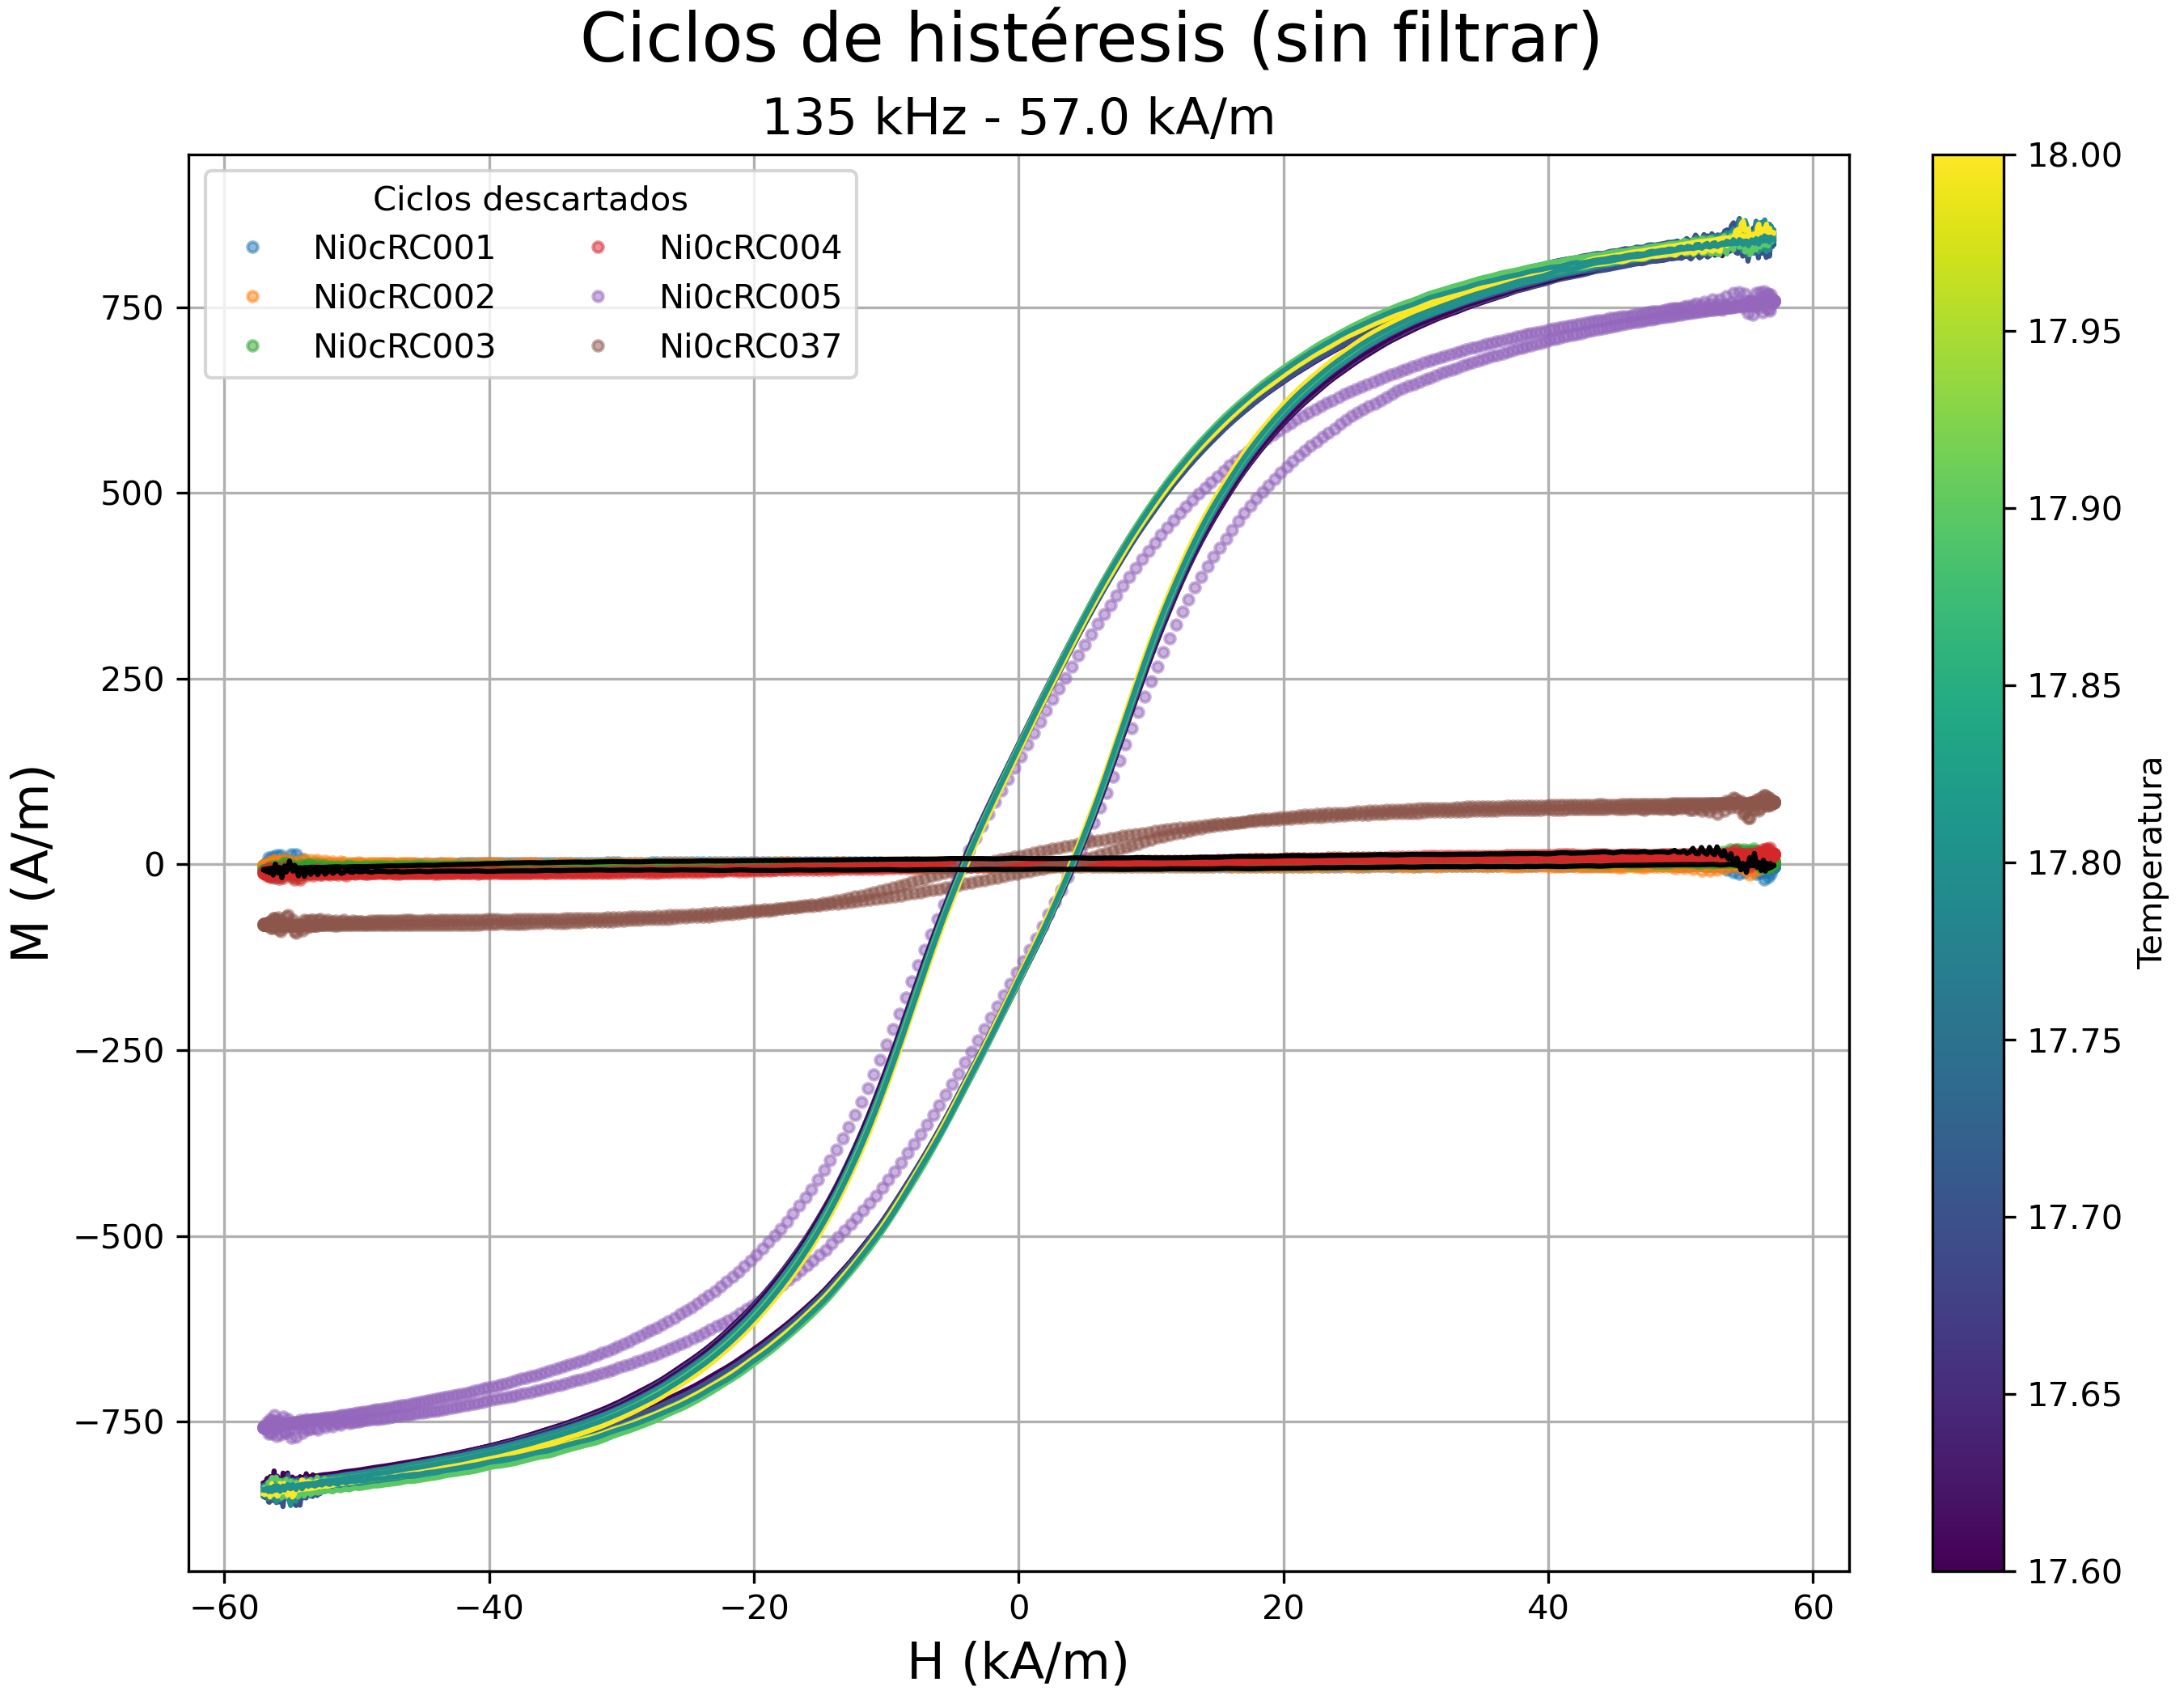 Ciclos de histéresis (sin filtrar)
135 kHz - 57.0 kA/m
Ciclos descartados
Ni0cRC001
Ni0cRC002
Ni0cRC003
Ni0cRC004
Ni0cRC005
Ni0cRC037
M (A/m)
750
500
250
0
−250
−500
−750
−60
−40
−20
0
20
40
60
H (kA/m)
18.00
17.95
17.90
17.85
17.80
17.75
17.70
17.65
17.60
Temperatura